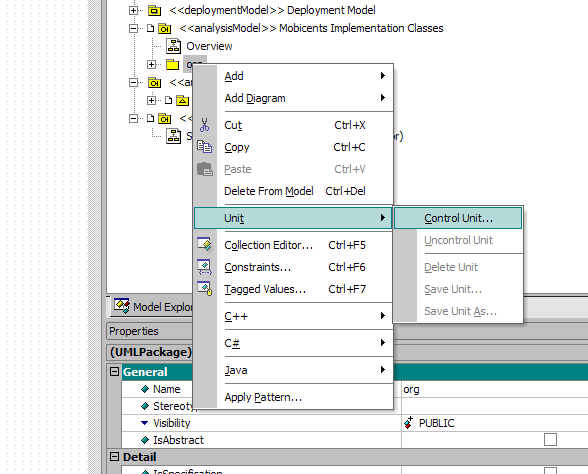 <<deploymentModel>> Deployment Model
<<analysisModel>> Mobicents Implementation Classes
Overview
org
<<a
<<
S
or)
Add
Add Diagram
Cut Ctrl+X
Copy Ctrl+C
Paste Ctrl+V
Delete From Model Ctrl+Del
Unit
Collection Editor... Ctrl+F5
Constraints... Ctrl+F6
Tagged Values... Ctrl+F7
C++
C#
Java
Apply Pattern...
Control Unit...
Uncontrol Unit
Delete Unit
Save Unit...
Save Unit As...
Model Explor
Properties
(UMLPackage)
General
Name org
Stereotyp
Visibility PUBLIC
IsAbstract
Detail
IsSpecification